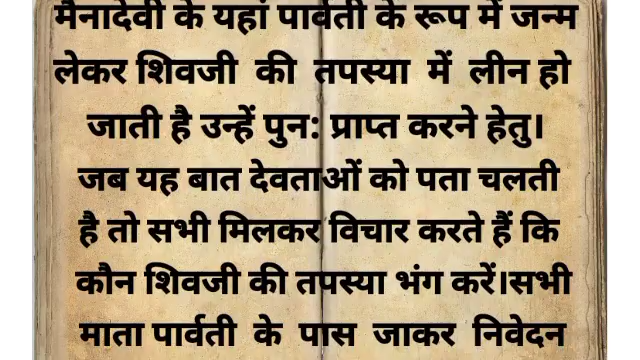 मैनादेवी के यहां पार्वती के रूप में जन्म
लेकर शिवजी की तपस्या में लीन हो
जाती है उन्हें पुन: प्राप्त करने हेतु।
जब यह बात देवताओं को पता चलती
है तो सभी मिलकर विचार करते हैं कि
कौन शिवजी की तपस्या भंग करें।सभी
माता पार्वती के पास जाकर निवेदन